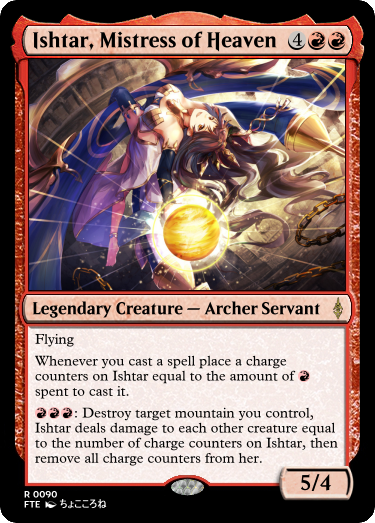 Ishtar, Mistress of Heaven 4
Legendary Creature — Archer Servant
Flying
Whenever you cast a spell place a charge
counters on Ishtar equal to the amount of
spent to cast it.
: Destroy target mountain you control,
Ishtar deals damage to each other creature equal
to the number of charge counters on Ishtar, then
remove all charge counters from her.
5/4
R 0090
FTE ちょこころね